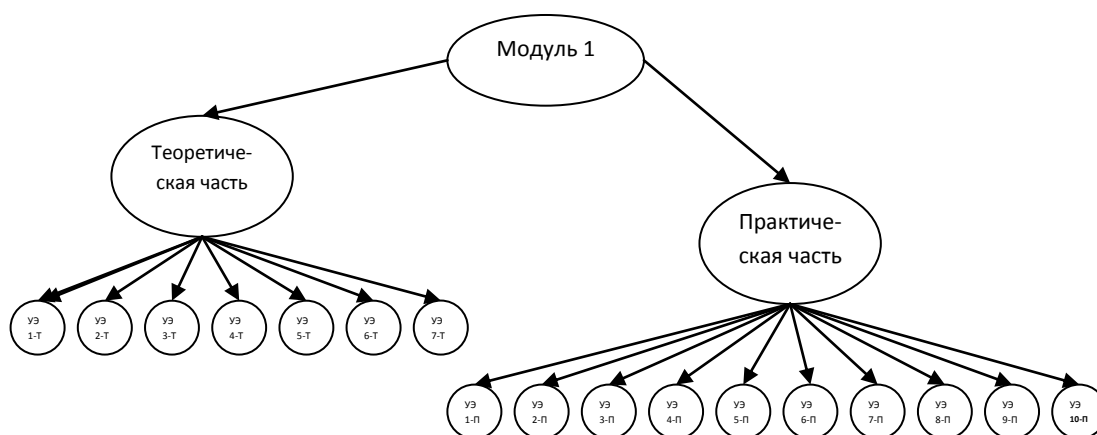 Модуль 1
Теоретиче-
ская часть
Практиче-
ская часть
УЭ
1-Т
УЭ
2-Т
УЭ
3-Т
УЭ
4-Т
УЭ
5-Т
УЭ
6-Т
УЭ
7-Т
УЭ
1-П
УЭ
2-П
УЭ
3-П
УЭ
4-П
УЭ
5-П
УЭ
6-П
УЭ
7-П
УЭ
8-П
УЭ
9-П
УЭ
10-П